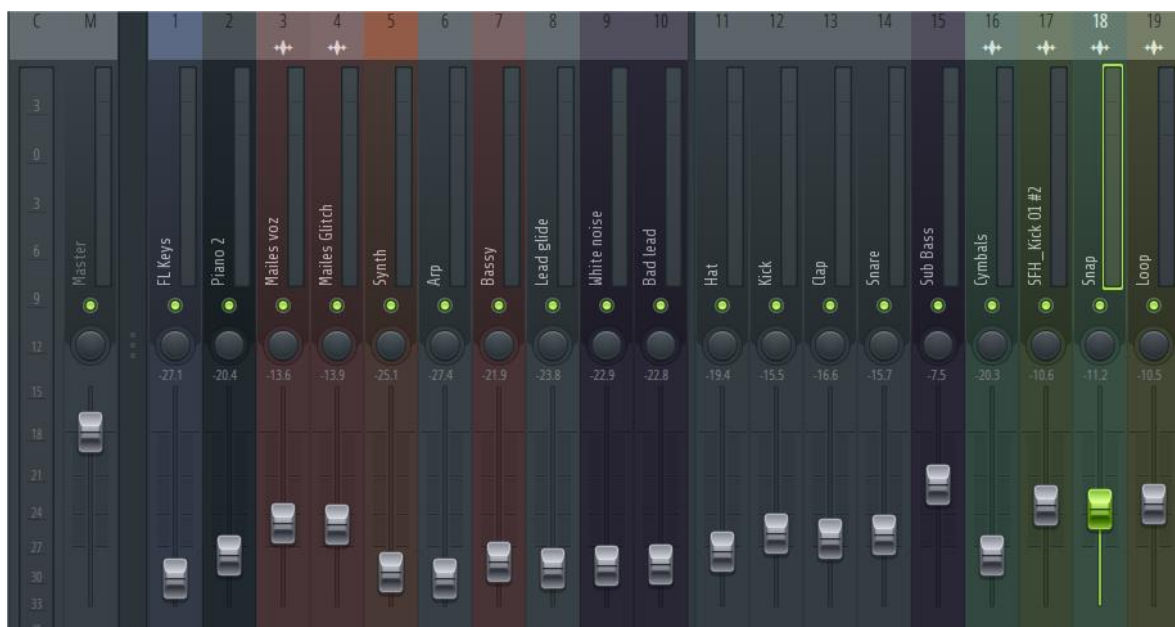 C M 1 2 3 4 5 6 7 8 9 10 11 12 13 14 15 16 17 18 19
3
0
3
6
9
12
15
18
21
24
27
30
33
Master
FL Keys
Piano 2
Mailes voz
Mailes Glitch
Synth
Arp
Bassy
Lead glide
White noise
Bad lead
Hat
Kick
Clap
Snare
Sub Bass
Cymbals
SFH_Kick 01 #2
Snap
Loop
-27.1 -20.4 -13.6 -13.9 -25.1 -27.4 -21.9 -23.8 -22.9 -22.8 -19.4 -15.5 -16.6 -15.7 -7.5 -20.3 -10.6 -11.2 -10.5